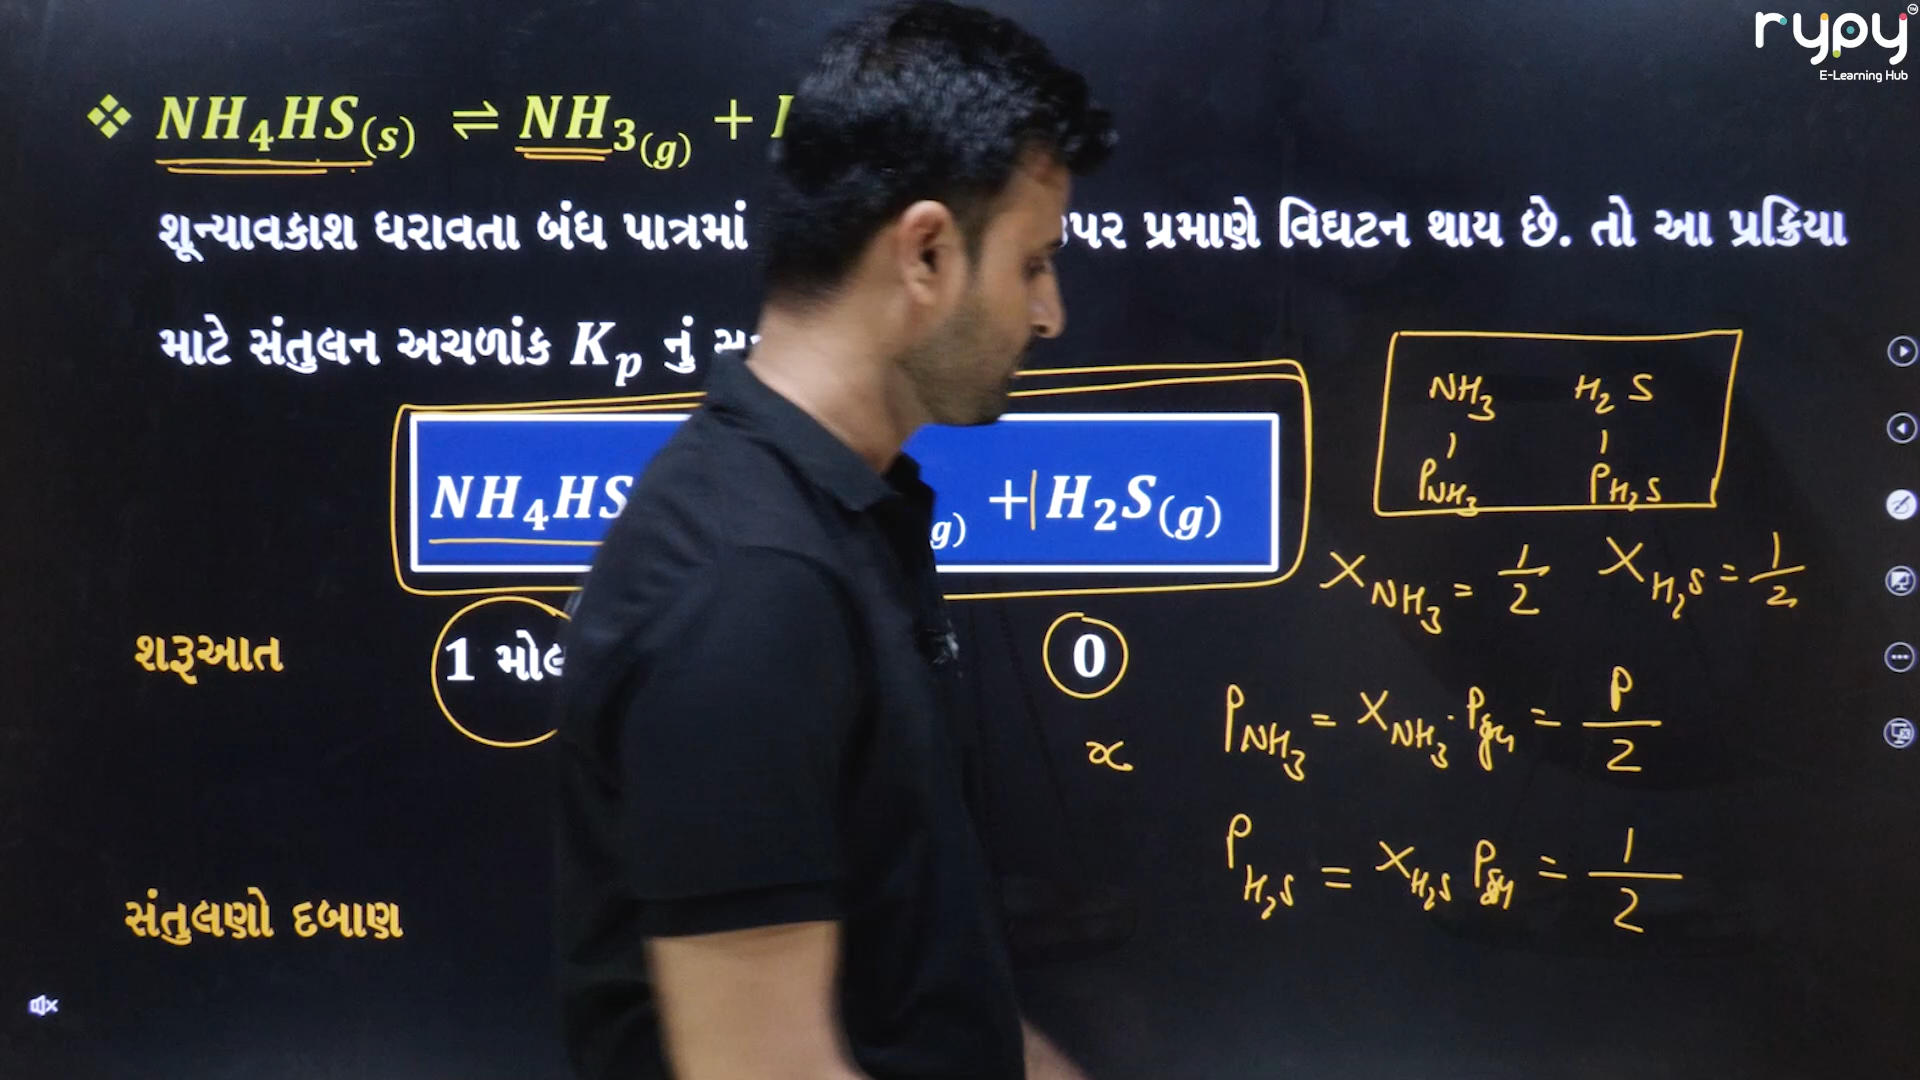 rypy
E-Learning Hub
❖ NH₄HS₍s₎ ⇌ NH₃₍g₎ +
શૂન્યાવકાશ ધરાવતા બંધ પાત્રમાં પ્રમાણે વિઘટન થાય છે. તો આ પ્રક્રિયા
માટે સંતુલન અચળાંક Kₚ નું
NH₃ H₂S
P_NH₃ P_H₂S
NH₄HS (g) + H₂S₍g₎
X_NH₃ = 1/2 X_H₂S = 1/2
શરૂઆત 1 મોલ 0
x
P_NH₃ = X_NH₃ · P = P/2
P_H₂S = X_H₂S P = 1/2
સંતુલણો દબાણ